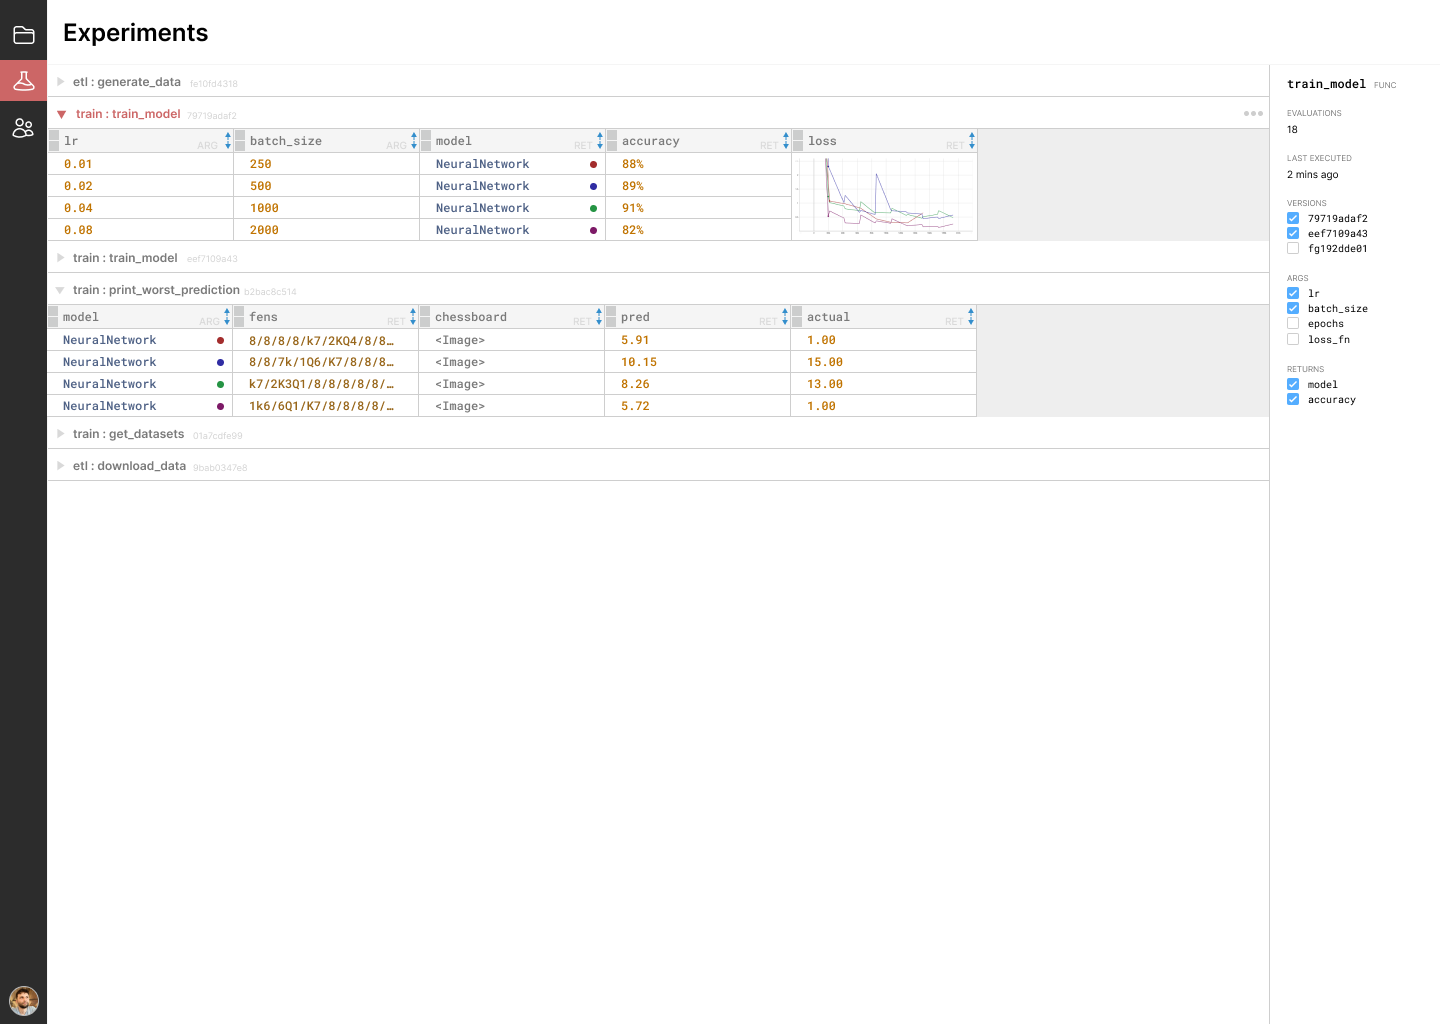 Experiments
etl : generate_data fe10fd4318
train : train_model 79719adaf2
lr ARG batch_size ARG model RET accuracy RET loss RET
0.01 250 NeuralNetwork 88%
0.02 500 NeuralNetwork 89%
0.04 1000 NeuralNetwork 91%
0.08 2000 NeuralNetwork 82%
train : train_model eef7109a43
train : print_worst_prediction b2bac8c514
model ARG fens RET chessboard RET pred RET actual RET
NeuralNetwork 8/8/8/8/k7/2KQ4/8/8… <Image> 5.91 1.00
NeuralNetwork 8/8/7k/1Q6/K7/8/8/8… <Image> 10.15 15.00
NeuralNetwork k7/2K3Q1/8/8/8/8/8/… <Image> 8.26 13.00
NeuralNetwork 1k6/6Q1/K7/8/8/8/8/… <Image> 5.72 1.00
train : get_datasets 01a7cdfe99
etl : download_data 9bab0347e8
train_model FUNC
EVALUATIONS
18
LAST EXECUTED
2 mins ago
VERSIONS
79719adaf2
eef7109a43
fg192dde01
ARGS
lr
batch_size
epochs
loss_fn
RETURNS
model
accuracy